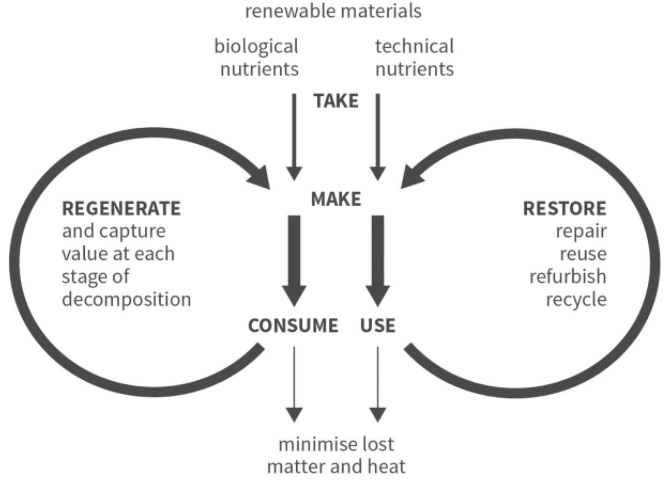 renewable materials
biological
nutrients
technical
nutrients
TAKE
MAKE
REGENERATE
and capture
value at each
stage of
decomposition
RESTORE
repair
reuse
refurbish
recycle
CONSUME
USE
minimise lost
matter and heat